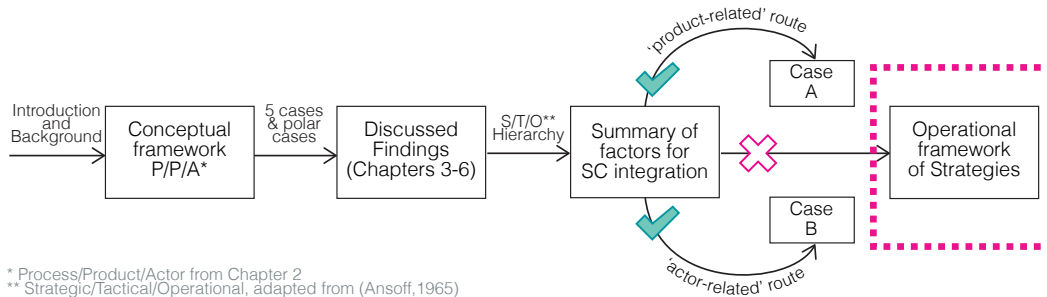 'product-related' route
Case
A
Introduction
and
Background
Conceptual
framework
P/P/A*
5 cases
& polar
cases
Discussed
Findings
(Chapters 3-6)
S/T/O**
Hierarchy
Summary of
factors for
SC integration
Operational
framework
of Strategies
Case
B
'actor-related' route
* Process/Product/Actor from Chapter 2
** Strategic/Tactical/Operational, adapted from (Ansoff,1965)